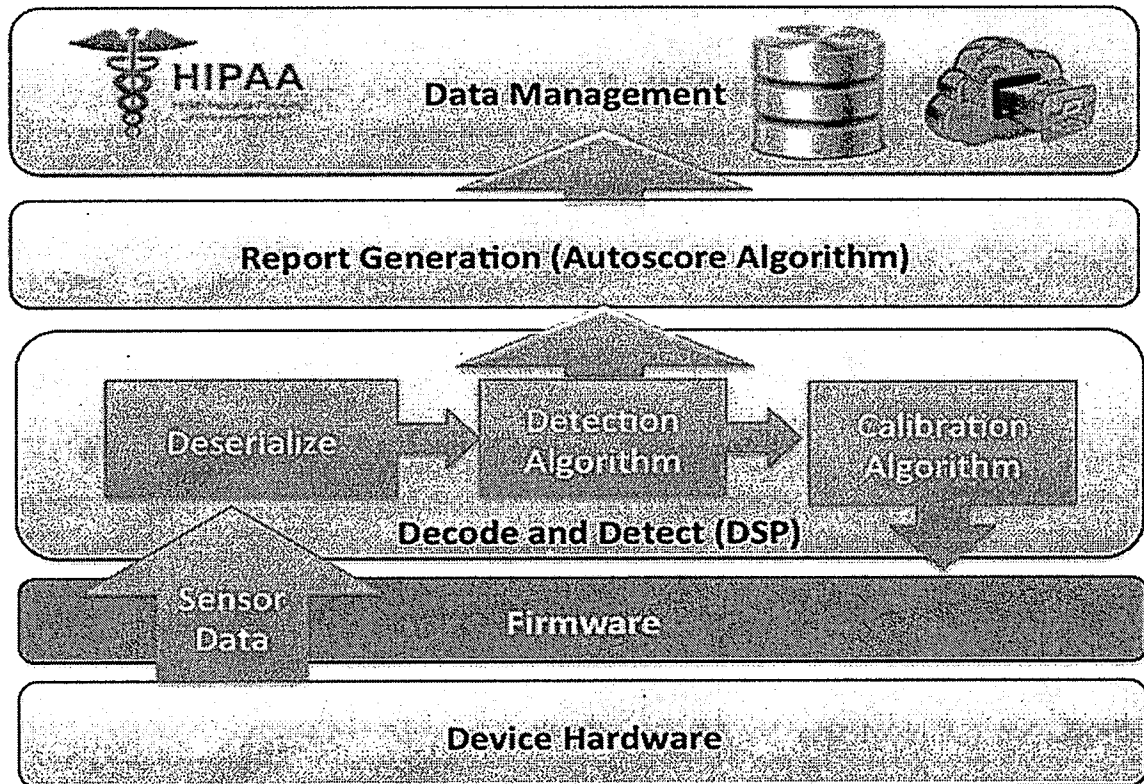 HIPAA
Data Management
Report Generation (Autoscore Algorithm)
Deserialize
Detection
Algorithm
Calibration
Algorithm
Decode and Detect (DSP)
Sensor
Data
Firmware
Device Hardware